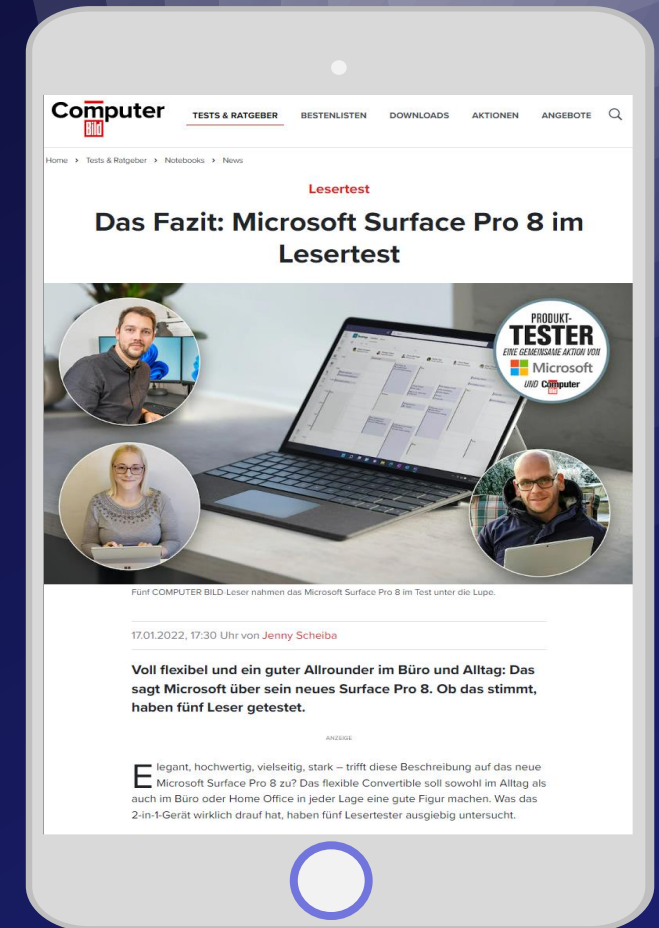 Computer
Bild
TESTS & RATGEBER
BESTENLISTEN
DOWNLOADS
AKTIONEN
ANGEBOTE
Home > Tests & Ratgeber > Notebooks > News
Lesertest
Das Fazit: Microsoft Surface Pro 8 im
Lesertest
PRODUKT-
TESTER
EINE GEMEINSAME AKTION VON
Microsoft
UND Computer
Bild
Fünf COMPUTER BILD-Leser nahmen das Microsoft Surface Pro 8 im Test unter die Lupe.
17.01.2022, 17:30 Uhr von Jenny Scheiba
Voll flexibel und ein guter Allrounder im Büro und Alltag: Das
sagt Microsoft über sein neues Surface Pro 8. Ob das stimmt,
haben fünf Leser getestet.
ANZEIGE
Elegant, hochwertig, vielseitig, stark – trifft diese Beschreibung auf das neue
Microsoft Surface Pro 8 zu? Das flexible Convertible soll sowohl im Alltag als
auch im Büro oder Home Office in jeder Lage eine gute Figur machen. Was das
2-in-1-Gerät wirklich drauf hat, haben fünf Lesertester ausgiebig untersucht.